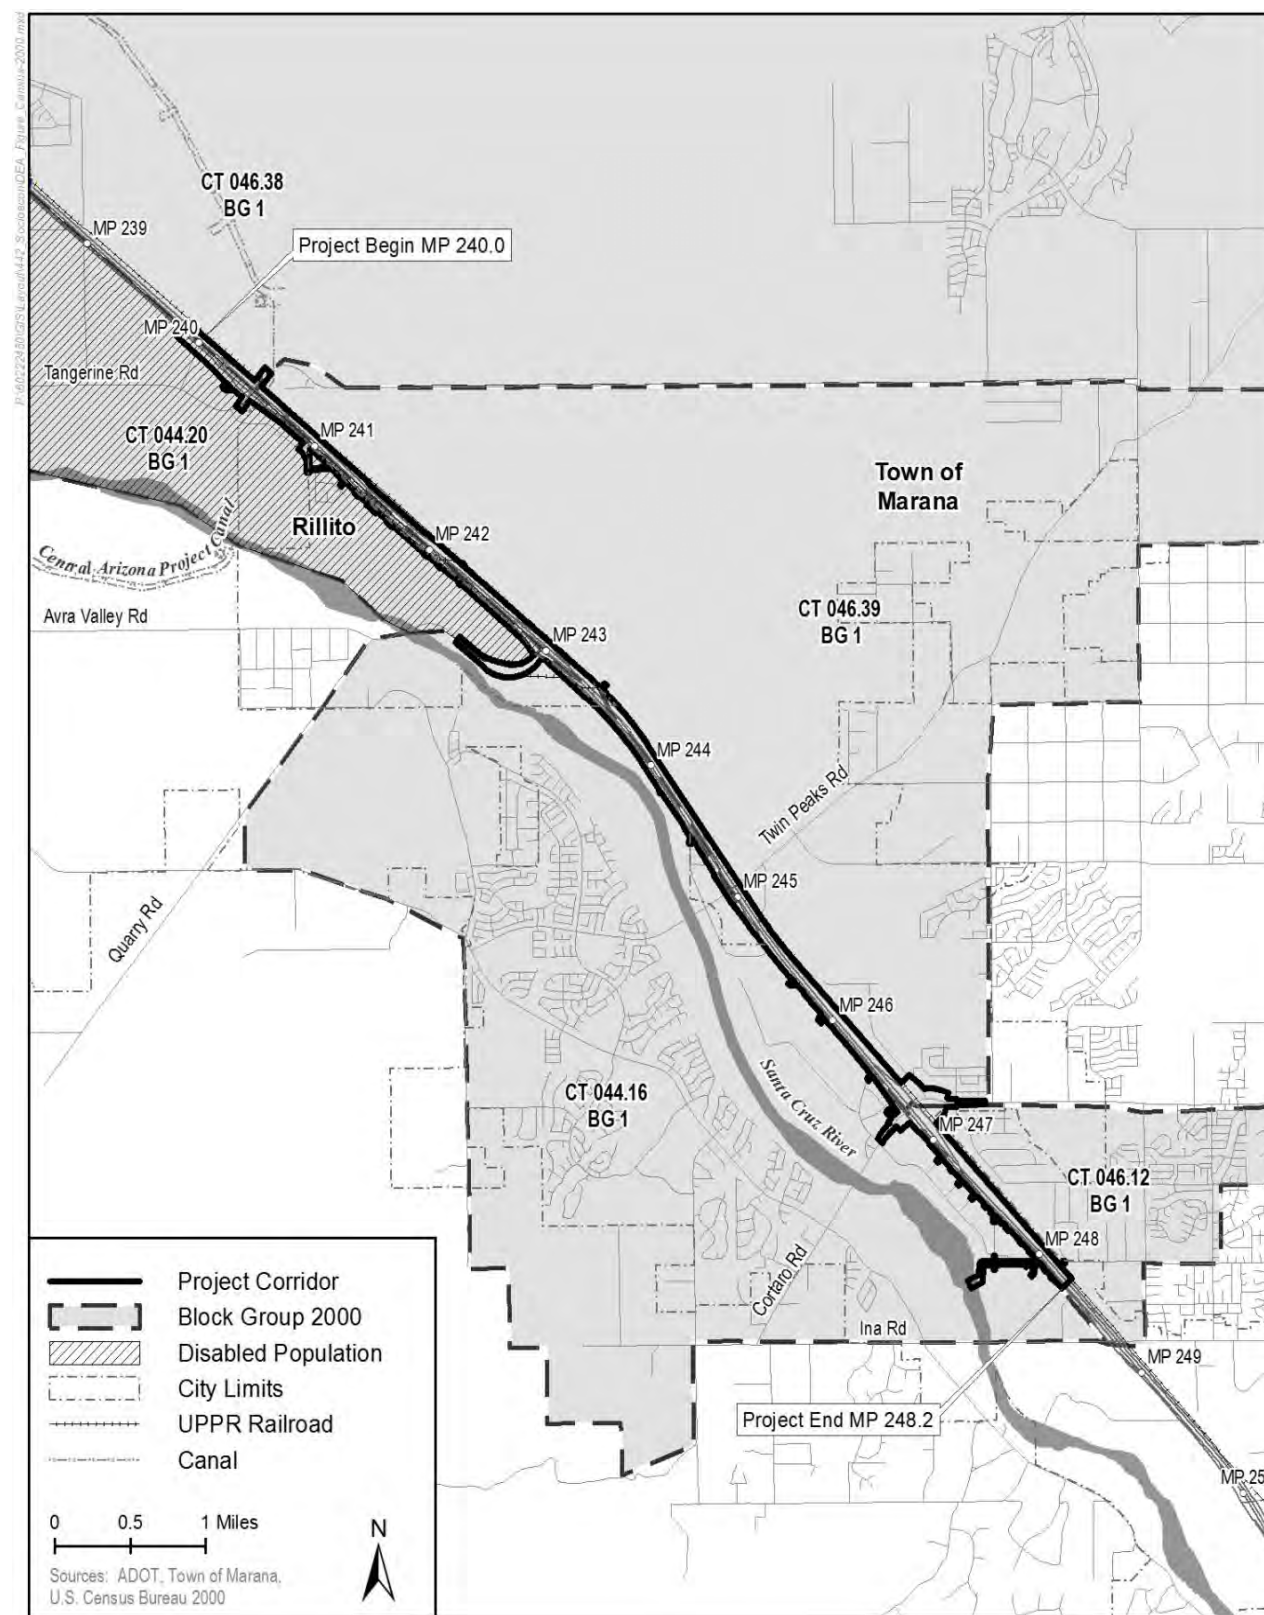 CT 046.38
BG 1
MP 239
Project Begin MP 240.0
MP 240
Tangerine Rd
MP 241
CT 044.20
BG 1
Town of
Marana
Rillito
MP 242
Central Arizona Project Canal
Avra Valley Rd
CT 046.39
BG 1
MP 243
MP 244
Twin Peaks Rd
MP 245
Quarry Rd
MP 246
CT 044.16
BG 1
Santa Cruz River
MP 247
CT 046.12
BG 1
MP 248
Cortaro Rd
Ina Rd
MP 249
Project End MP 248.2
MP 25
Project Corridor
Block Group 2000
Disabled Population
City Limits
UPPR Railroad
Canal
0 0.5 1 Miles
N
Sources: ADOT, Town of Marana,
U.S. Census Bureau 2000